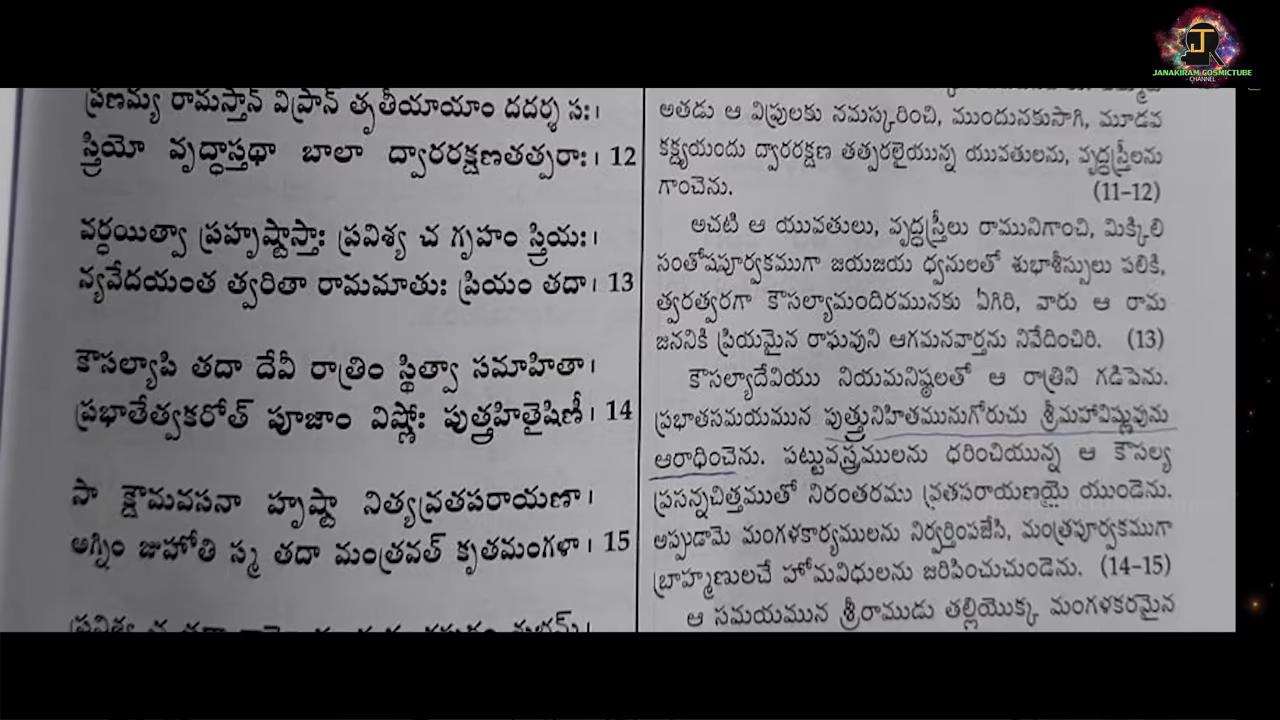 JANAKIRAM COSMICTUBE
CHANNEL
ప్రణమ్య రామస్తాన్ విప్రాన్ తృతీయాయాం దదర్శ సః।
స్త్రియో వృద్ధాస్తథా బాలా ద్వారరక్షణతత్పరాః। 12
వర్ధయిత్వా ప్రహృష్టాస్తాః ప్రవిశ్య చ గృహం స్త్రియః।
న్యవేదయంత త్వరితా రామమాతుః ప్రియం తదా। 13
కౌసల్యాపి తదా దేవీ రాత్రిం స్థిత్వా సమాహితా।
ప్రభాతేత్వకరోత్ పూజాం విష్ణోః పుత్త్రహితైషిణీ। 14
సా క్షౌమవసనా హృష్టా నిత్యవ్రతపరాయణా।
అగ్నిం జుహోతి స్మ తదా మంత్రవత్ కృతమంగళా। 15
అతడు ఆ విప్రులకు నమస్కరించి, ముందునకుసాగి, మూడవ
కక్ష్యయందు ద్వారరక్షణ తత్పరలైయున్న యువతులను, వృద్ధస్త్రీలను
గాంచెను. (11-12)
అచటి ఆ యువతులు, వృద్ధస్త్రీలు రామునిగాంచి, మిక్కిలి
సంతోషపూర్వకముగా జయజయ ధ్వనులతో శుభాశీస్సులు పలికి,
త్వరత్వరగా కౌసల్యామందిరమునకు ఏగిరి, వారు ఆ రామ
జననికి ప్రియమైన రాఘవుని ఆగమనవార్తను నివేదించిరి. (13)
కౌసల్యాదేవియు నియమనిష్ఠలతో ఆ రాత్రిని గడిపెను.
ప్రభాతసమయమున పుత్త్రునిహితమునుగోరుచు శ్రీమహావిష్ణువును
ఆరాధించెను. పట్టువస్త్రములను ధరించియున్న ఆ కౌసల్య
ప్రసన్నచిత్తముతో నిరంతరము వ్రతపరాయణయై యుండెను.
అప్పుడామె మంగళకార్యములను నిర్వర్తింపజేసి, మంత్రపూర్వకముగా
బ్రాహ్మణులచే హోమవిధులను జరిపించుచుండెను. (14-15)
ఆ సమయమున శ్రీరాముడు తల్లియొక్క మంగళకరమైన